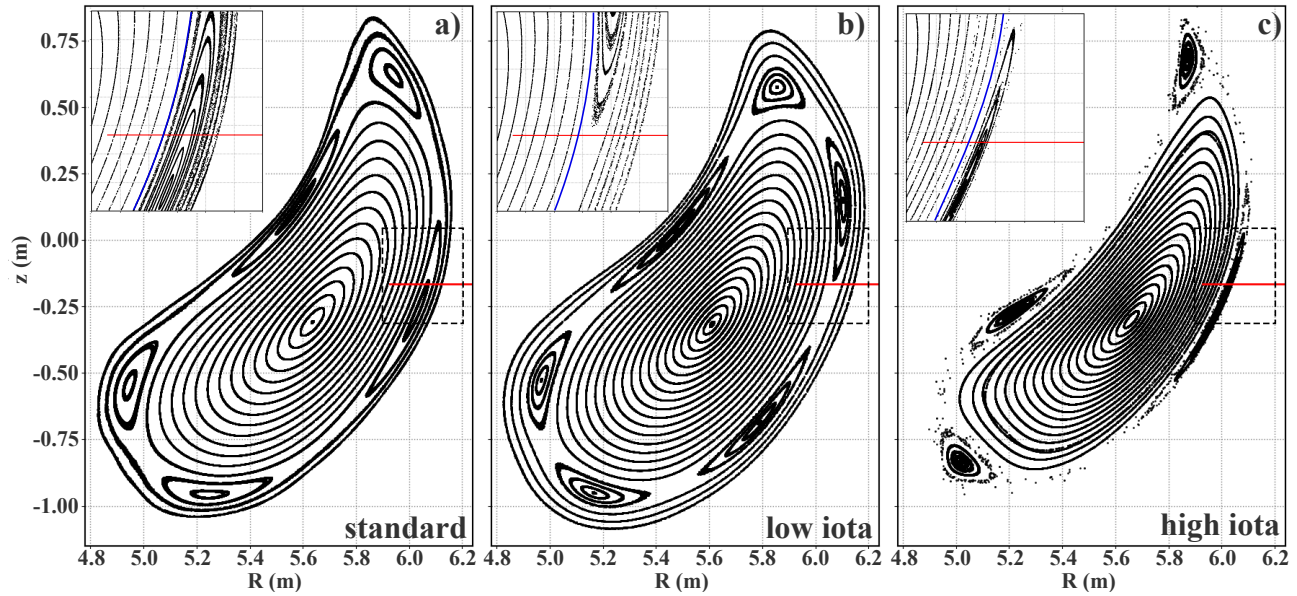 a)
b)
c)
0.75
0.50
0.25
0.00
-0.25
-0.50
-0.75
-1.00
z (m)
standard
low iota
high iota
4.8 5.0 5.2 5.4 5.6 5.8 6.0 6.2
4.8 5.0 5.2 5.4 5.6 5.8 6.0 6.2
5.0 5.2 5.4 5.6 5.8 6.0 6.2
R (m)
R (m)
R (m)